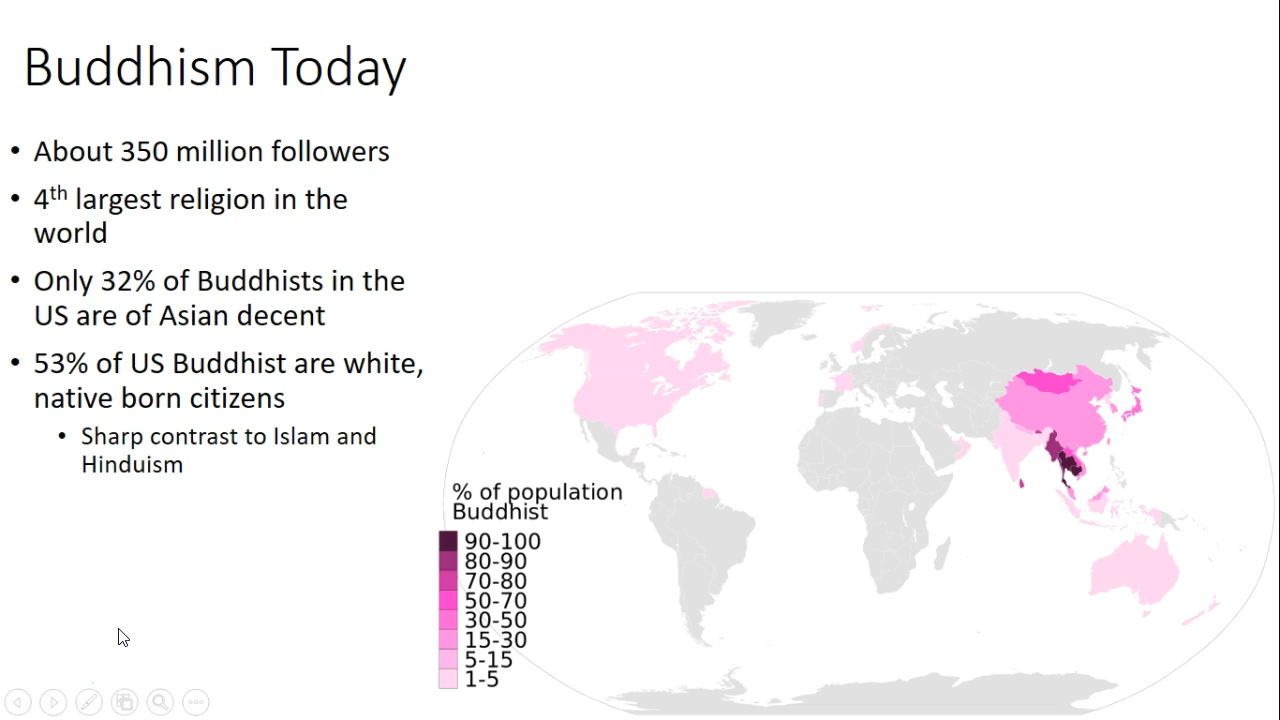 Buddhism Today
• About 350 million followers
• 4th largest religion in the
world
• Only 32% of Buddhists in the
US are of Asian decent
• 53% of US Buddhist are white,
native born citizens
• Sharp contrast to Islam and
Hinduism
% of population
Buddhist
90-100
80-90
70-80
50-70
30-50
15-30
5-15
1-5